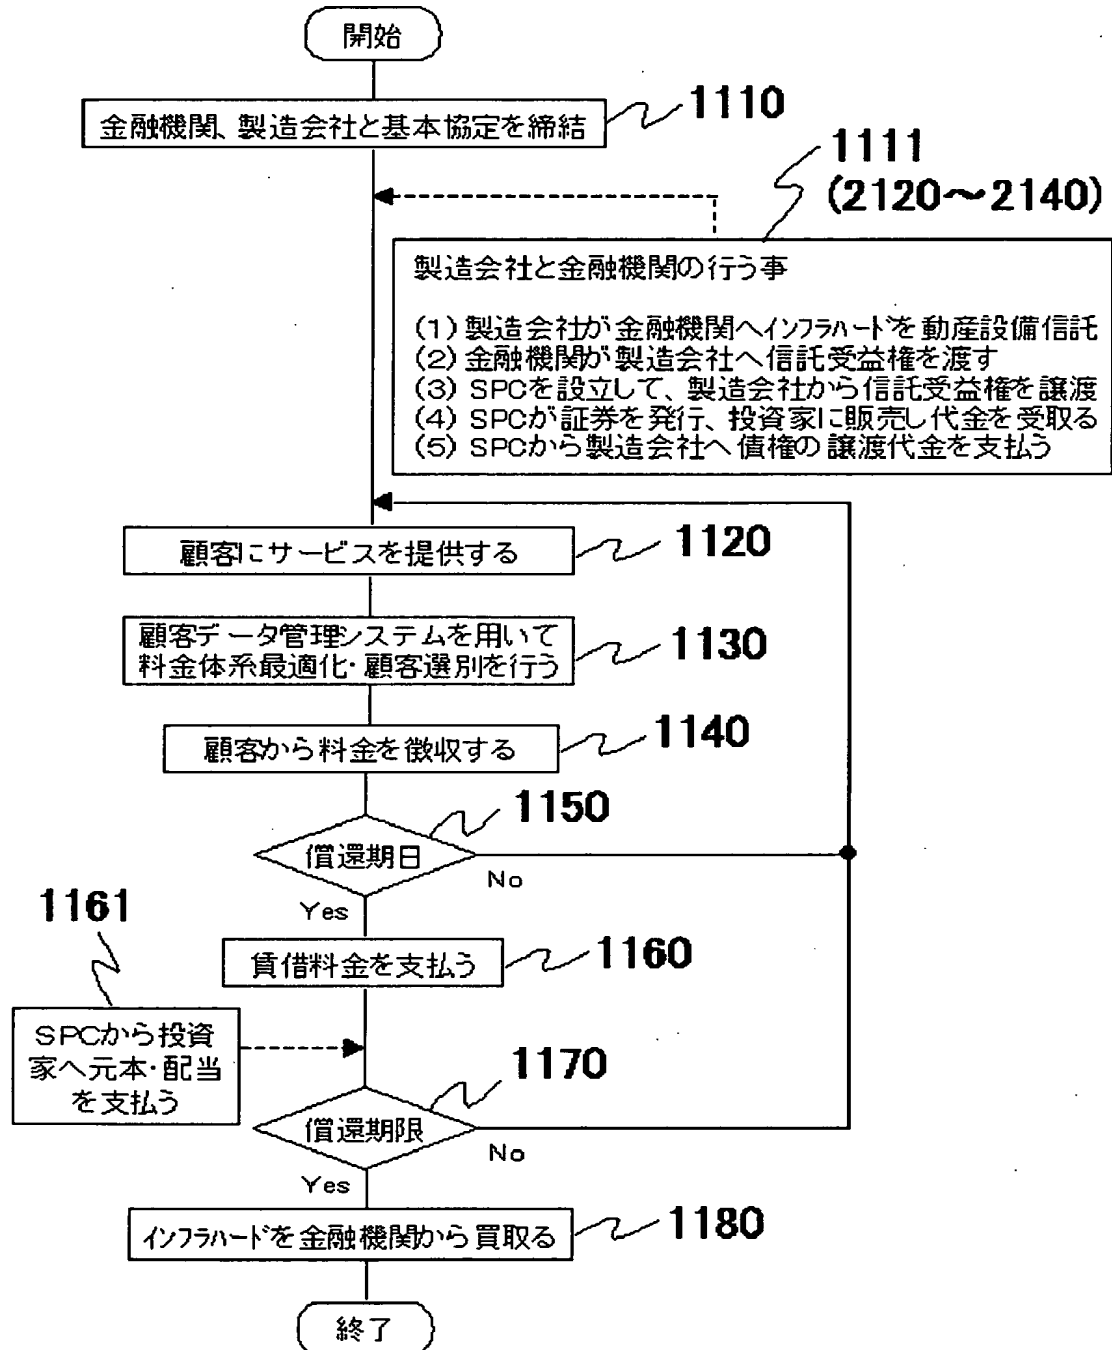 開始
金融機関、製造会社と基本協定を締結
1110
1111
(2120～2140)
製造会社と金融機関の行う事
(1) 製造会社が金融機関へインフラハードを動産設備信託
(2) 金融機関が製造会社へ信託受益権を渡す
(3) SPCを設立して、製造会社から信託受益権を譲渡
(4) SPCが証券を発行、投資家に販売し代金を受取る
(5) SPCから製造会社へ債権の譲渡代金を支払う
顧客にサービスを提供する
1120
顧客データ管理システムを用いて
料金体系最適化・顧客選別を行う
1130
顧客から料金を徴収する
1140
1150
償還期日
No
Yes
1161
賃借料金を支払う
1160
SPCから投資
家へ元本・配当
を支払う
1170
償還期限
No
Yes
インフラハードを金融機関から買取る
1180
終了